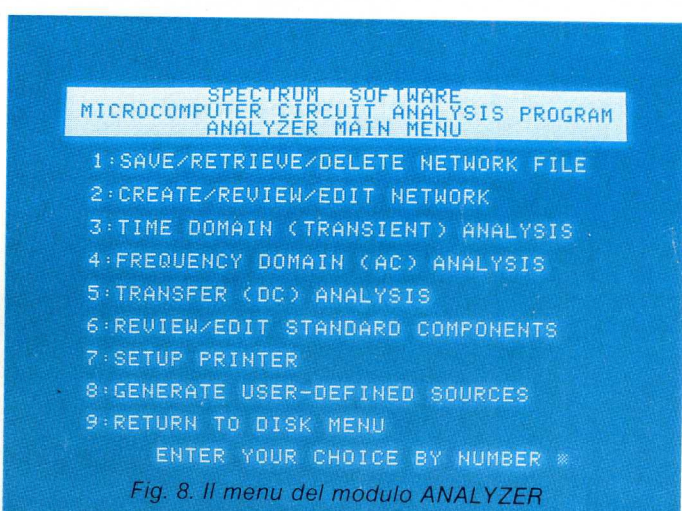 SPECTRUM SOFTWARE
MICROCOMPUTER CIRCUIT ANALYSIS PROGRAM
ANALYZER MAIN MENU
1:SAVE/RETRIEVE/DELETE NETWORK FILE
2:CREATE/REVIEW/EDIT NETWORK
3:TIME DOMAIN (TRANSIENT) ANALYSIS
4:FREQUENCY DOMAIN (AC) ANALYSIS
5:TRANSFER (DC) ANALYSIS
6:REVIEW/EDIT STANDARD COMPONENTS
7:SETUP PRINTER
8:GENERATE USER-DEFINED SOURCES
9:RETURN TO DISK MENU
ENTER YOUR CHOICE BY NUMBER *
Fig. 8. Il menu del modulo ANALYZER